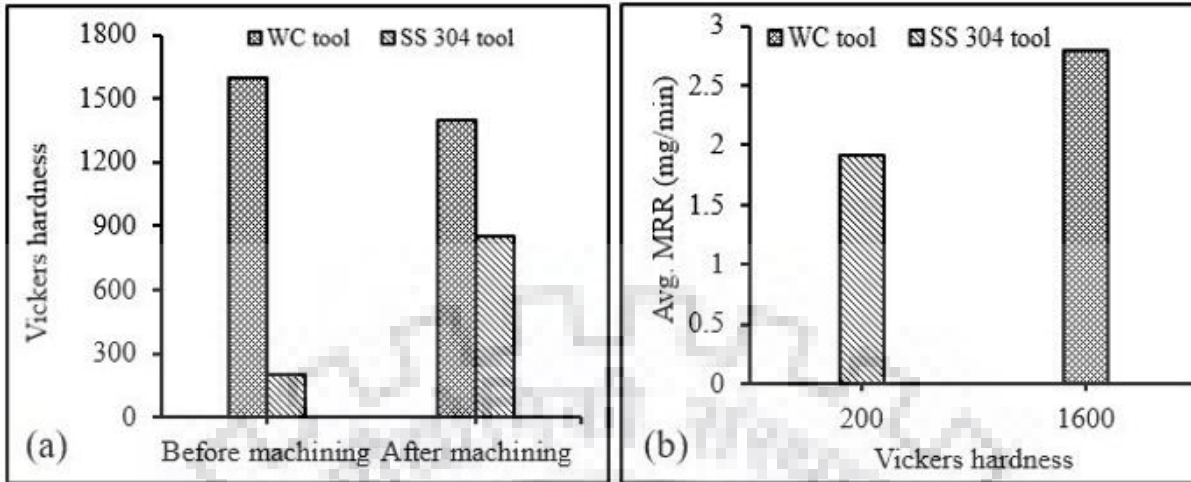 1800
1500
1200
900
600
300
0
Vickers hardness
WC tool SS 304 tool
Before machining After machining
(a)
3
2.5
2
1.5
1
0.5
0
Avg. MRR (mg/min)
WC tool SS 304 tool
200 1600
Vickers hardness
(b)